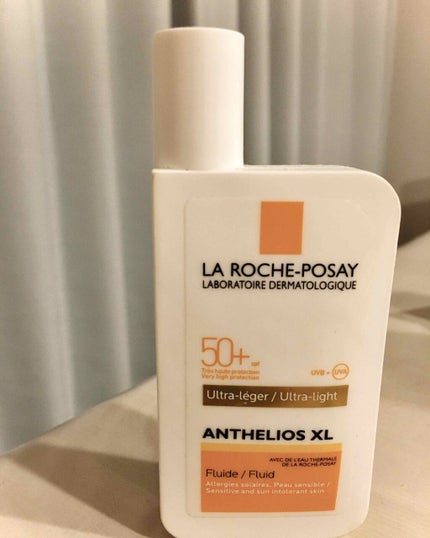 LA ROCHE-POSAY
LABORATOIRE DERMATOLOGIQUE
50+ SPF
Très haute protection
Very high protection
UVB + UVA
Ultra-léger / Ultra-light
ANTHELIOS XL
AVEC DE L'EAU THERMALE
DE LA ROCHE-POSAY
Fluide / Fluid
Allergies solaires, Peau sensible /
Sensitive and sun intolerant skin